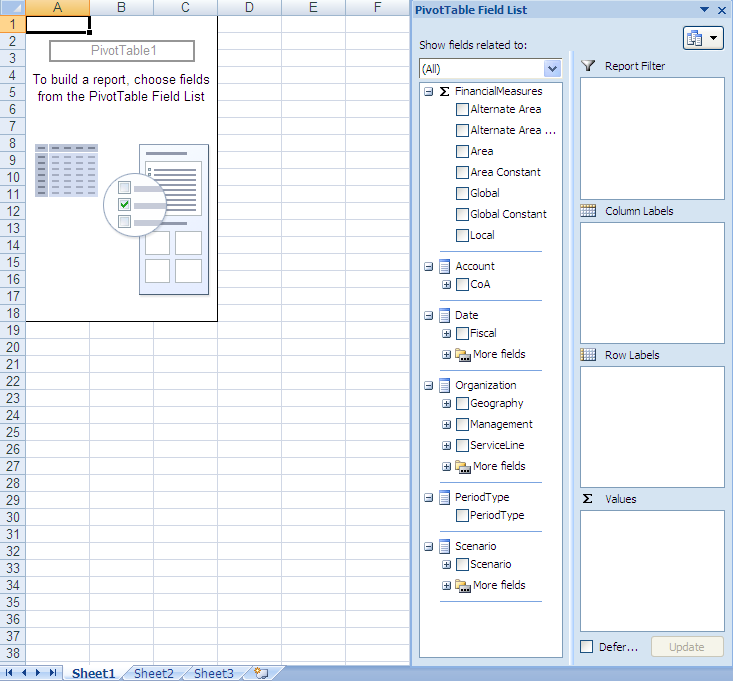 A B C D E F
PivotTable Field List
1
2
3
4
5
6
7
8
9
10
11
12
13
14
15
16
17
18
19
20
21
22
23
24
25
26
27
28
29
30
31
32
33
34
35
36
37
38
PivotTable1
To build a report, choose fields
from the PivotTable Field List
Show fields related to:
(All)
Σ FinancialMeasures
Alternate Area
Alternate Area ...
Area
Area Constant
Global
Global Constant
Local
Account
CoA
Date
Fiscal
More fields
Organization
Geography
Management
ServiceLine
More fields
PeriodType
PeriodType
Scenario
Scenario
More fields
Report Filter
Column Labels
Row Labels
Σ Values
Defer...
Update
Sheet1 Sheet2 Sheet3